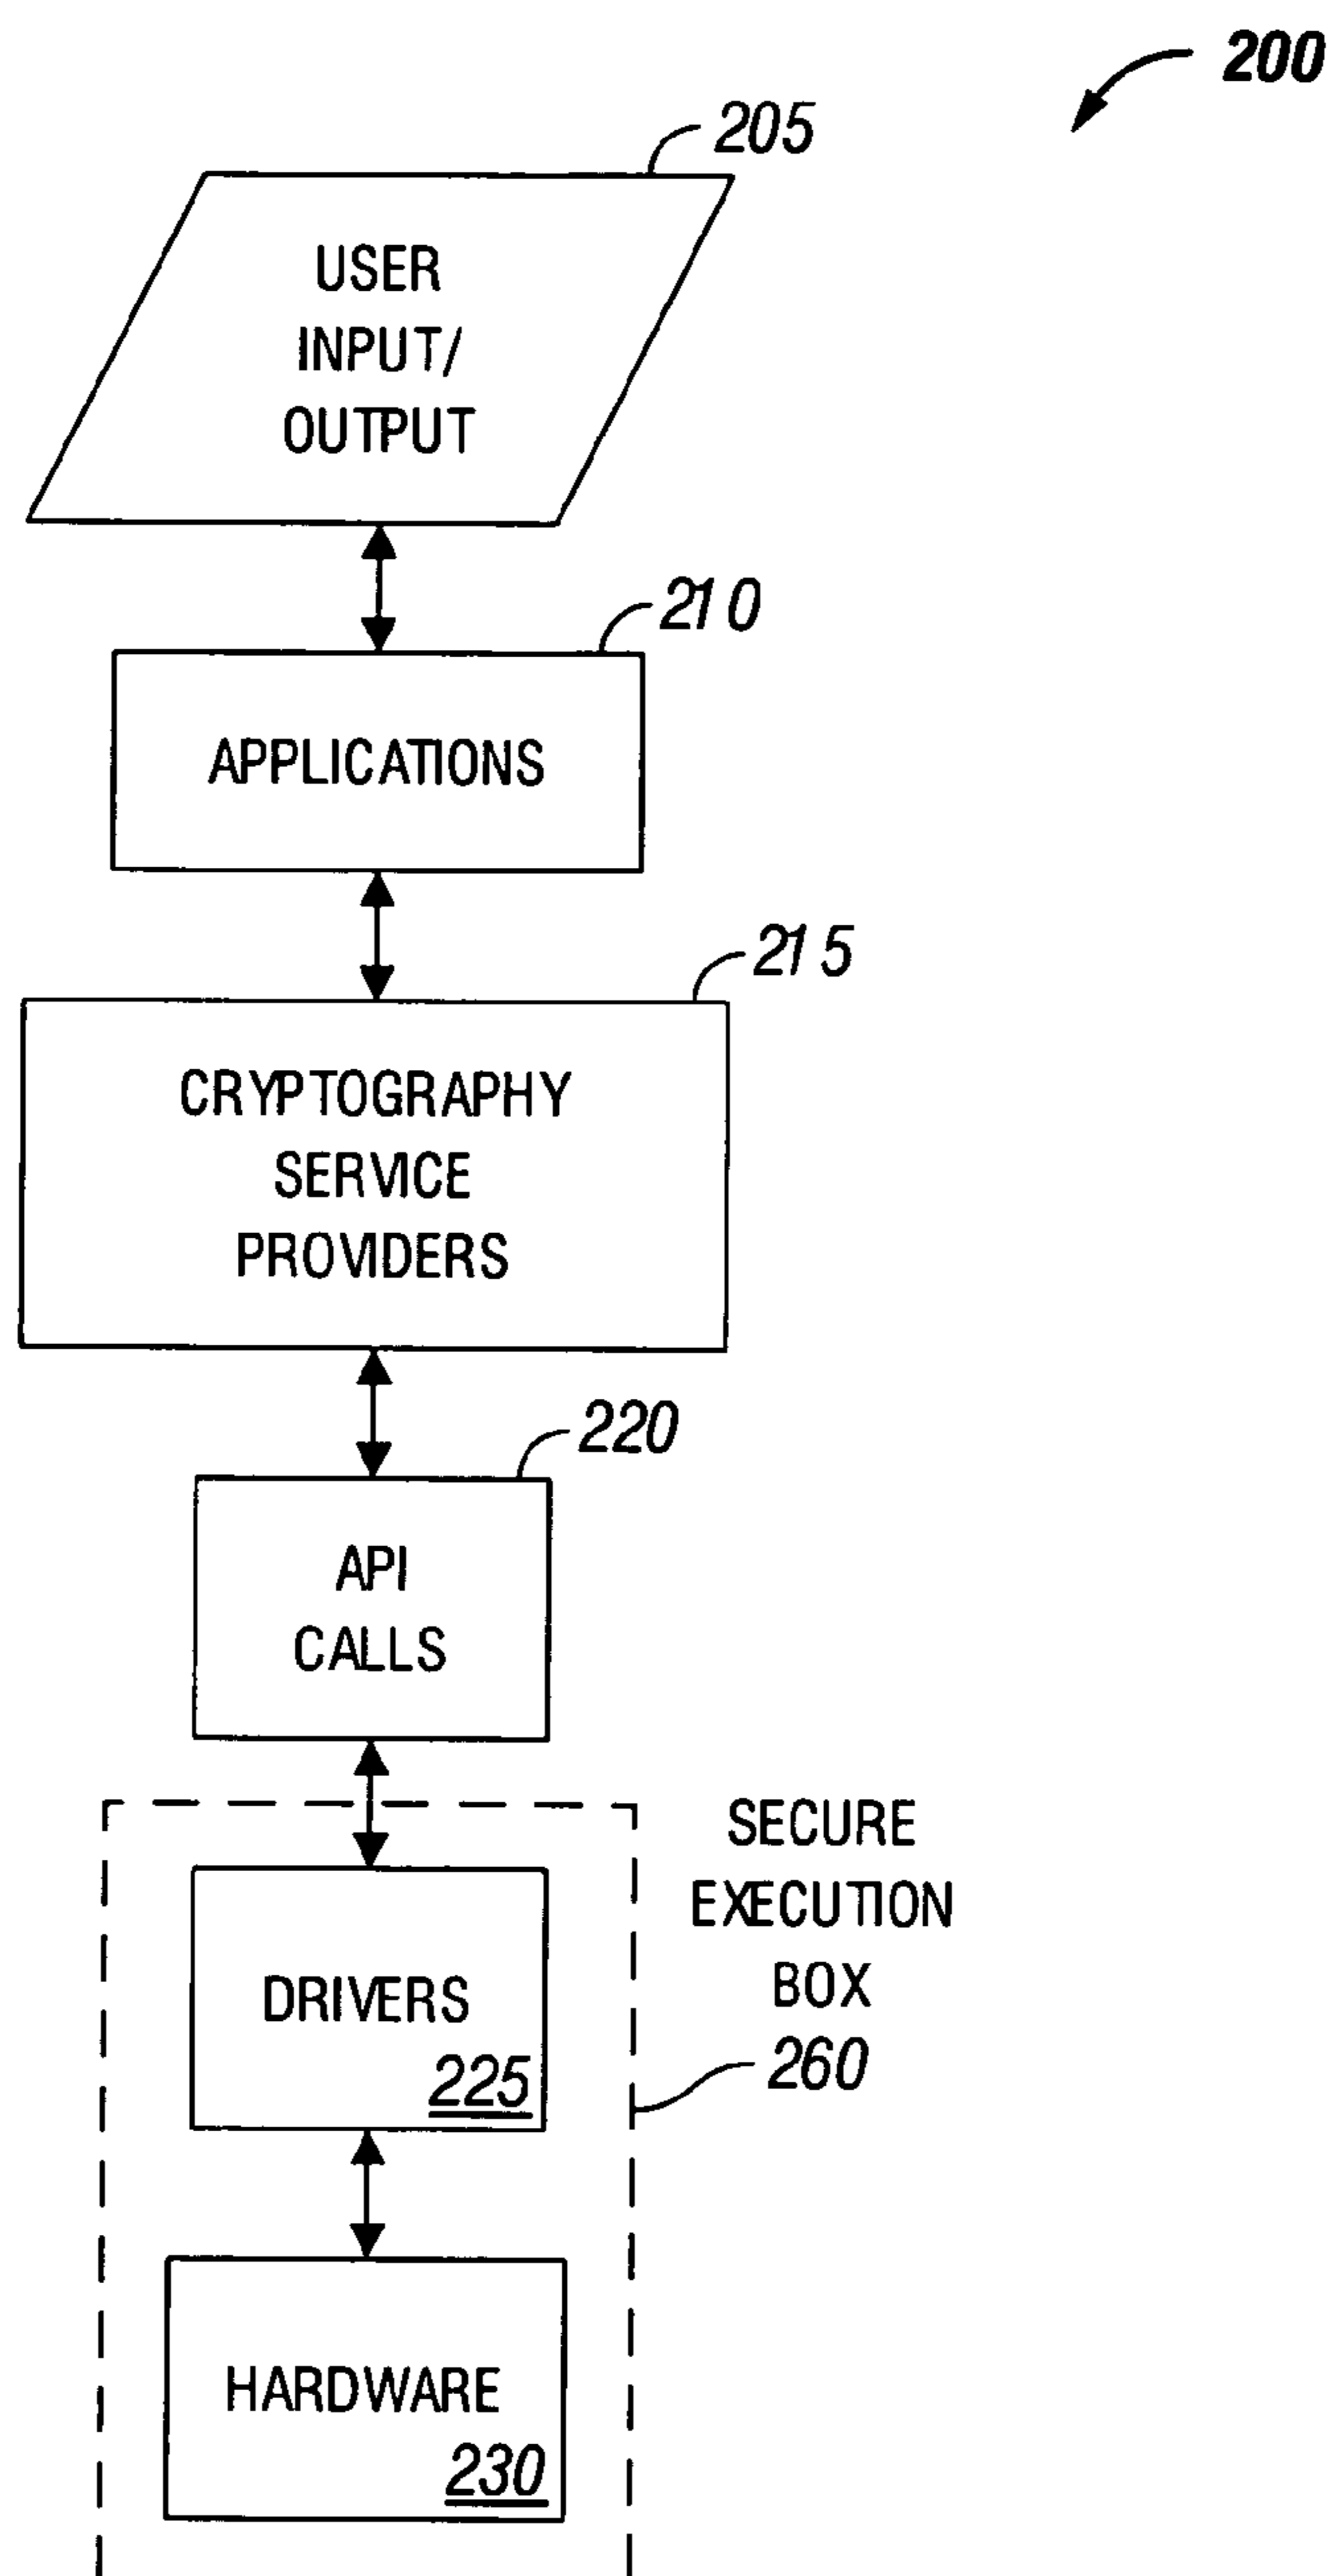 200
205
USER
INPUT/
OUTPUT
210
APPLICATIONS
215
CRYPTOGRAPHY
SERVICE
PROVIDERS
220
API
CALLS
SECURE
EXECUTION
BOX
260
DRIVERS
225
HARDWARE
230